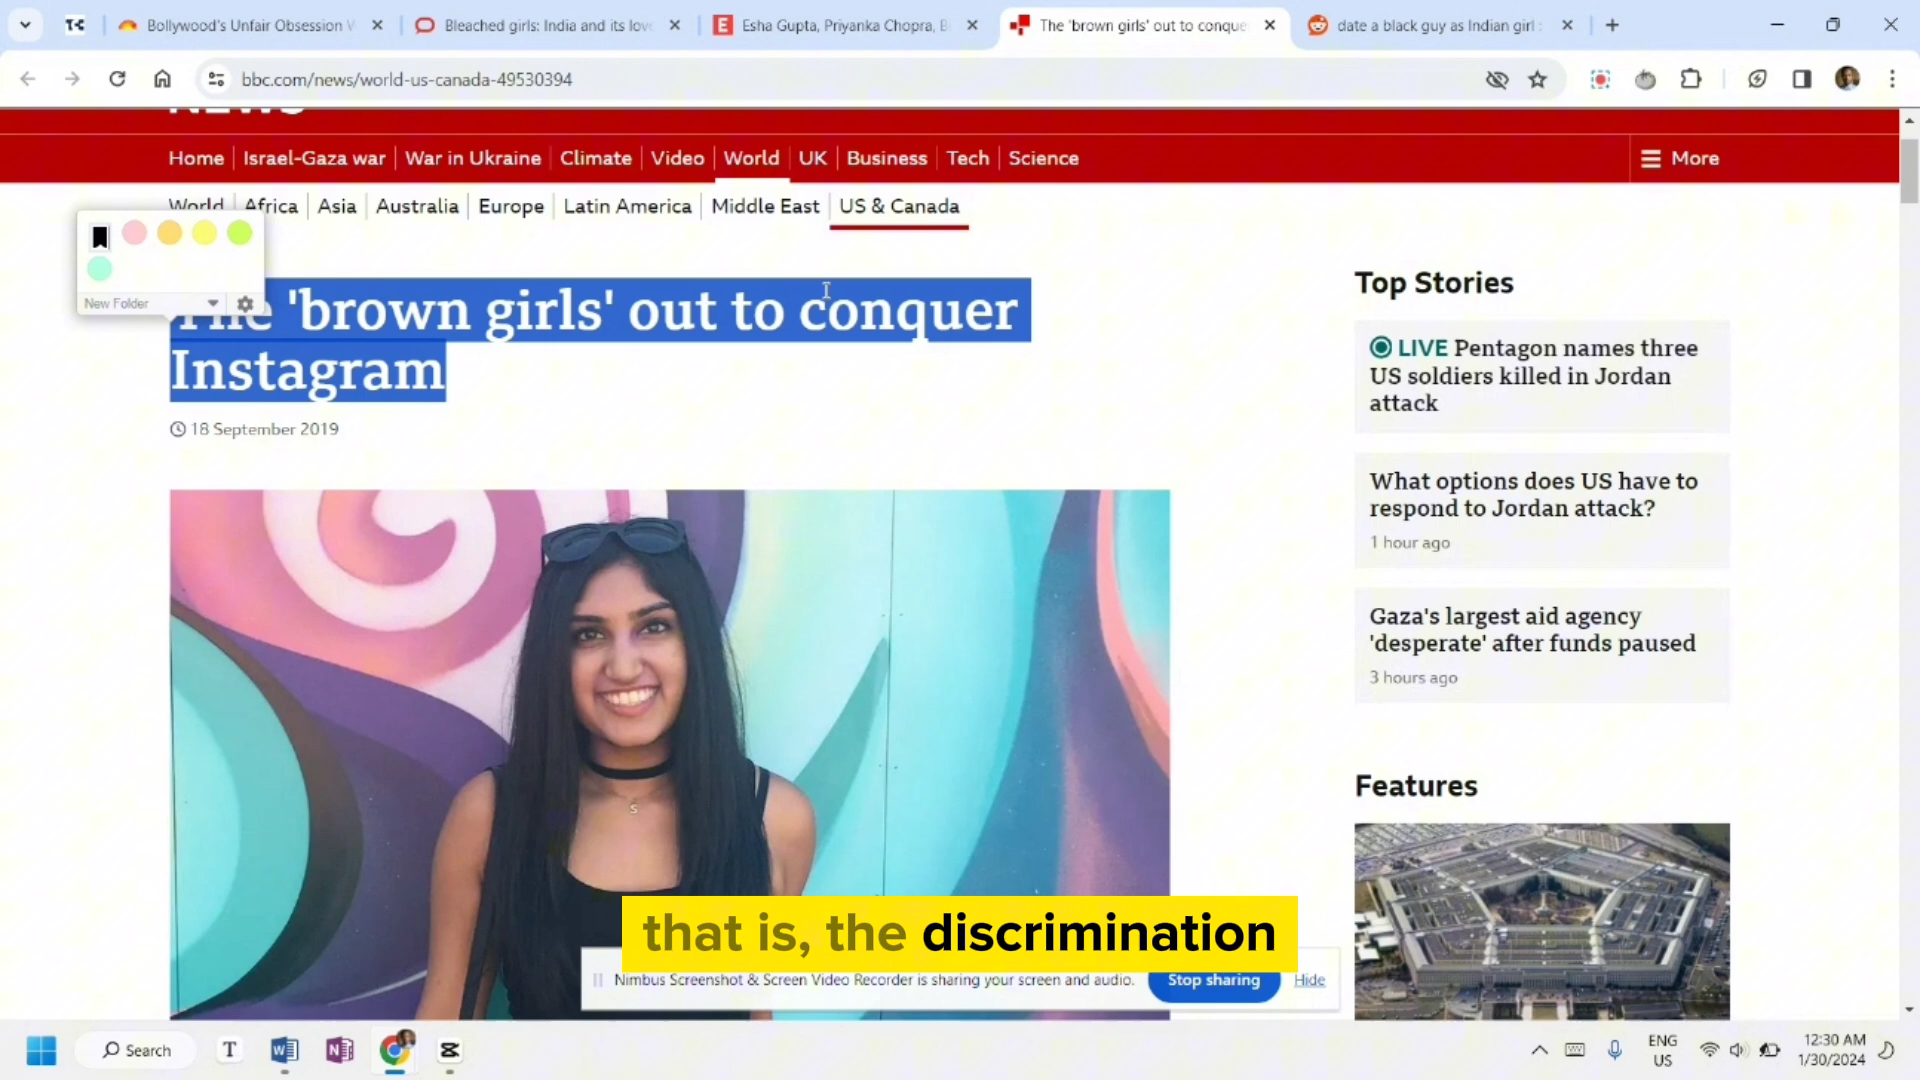 Bollywood's Unfair Obsession W
Bleached girls: India and its love
Esha Gupta, Priyanka Chopra, B
The 'brown girls' out to conque
date a black guy as Indian girl :
bbc.com/news/world-us-canada-49530394
NEWS
Home
Israel-Gaza war
War in Ukraine
Climate
Video
World
UK
Business
Tech
Science
More
World
Africa
Asia
Australia
Europe
Latin America
Middle East
US & Canada
New Folder
The 'brown girls' out to conquer
Instagram
18 September 2019
Top Stories
LIVE Pentagon names three
US soldiers killed in Jordan
attack
What options does US have to
respond to Jordan attack?
1 hour ago
Gaza's largest aid agency
'desperate' after funds paused
3 hours ago
Features
S
that is, the discrimination
Nimbus Screenshot & Screen Video Recorder is sharing your screen and audio.
Stop sharing
Hide
Search
T
ENG
US
12:30 AM
1/30/2024